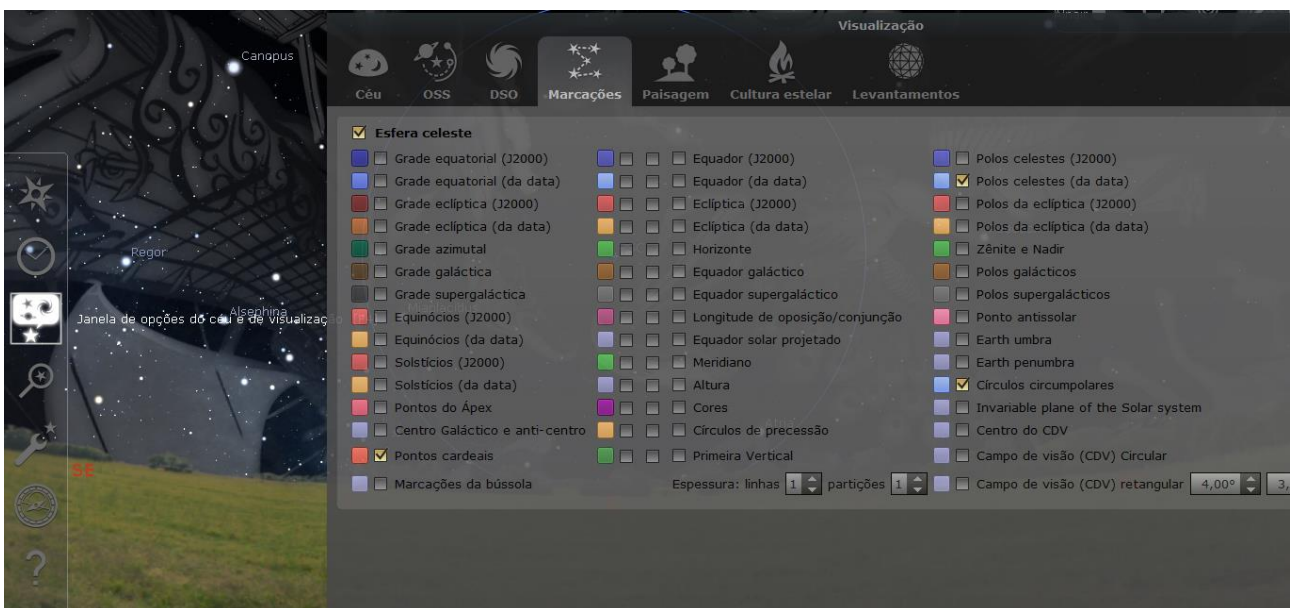 Visualização
Canopus
Céu OSS DSO Marcações Paisagem Cultura estelar Levantamentos
Esfera celeste
Grade equatorial (J2000) Equador (J2000) Polos celestes (J2000)
Grade equatorial (da data) Equador (da data) Polos celestes (da data)
Grade eclíptica (J2000) Eclíptica (J2000) Polos da eclíptica (J2000)
Grade eclíptica (da data) Eclíptica (da data) Polos da eclíptica (da data)
Regor
Grade azimutal Horizonte Zênite e Nadir
Grade galáctica Equador galáctico Polos galácticos
Grade supergaláctica Equador supergaláctico Polos supergalácticos
Alsephina
Janela de opções do céu e de visualização
Equinócios (J2000) Longitude de oposição/conjunção Ponto antissolar
Equinócios (da data) Equador solar projetado Earth umbra
Solstícios (J2000) Meridiano Earth penumbra
Solstícios (da data) Altura Círculos circumpolares
Pontos do Ápex Cores Invariable plane of the Solar system
Centro Galáctico e anti-centro Círculos de precessão Centro do CDV
Pontos cardeais Primeira Vertical Campo de visão (CDV) Circular
SE
Marcações da bússola Espessura: linhas 1 partições 1 Campo de visão (CDV) retangular 4,00° 3,
?